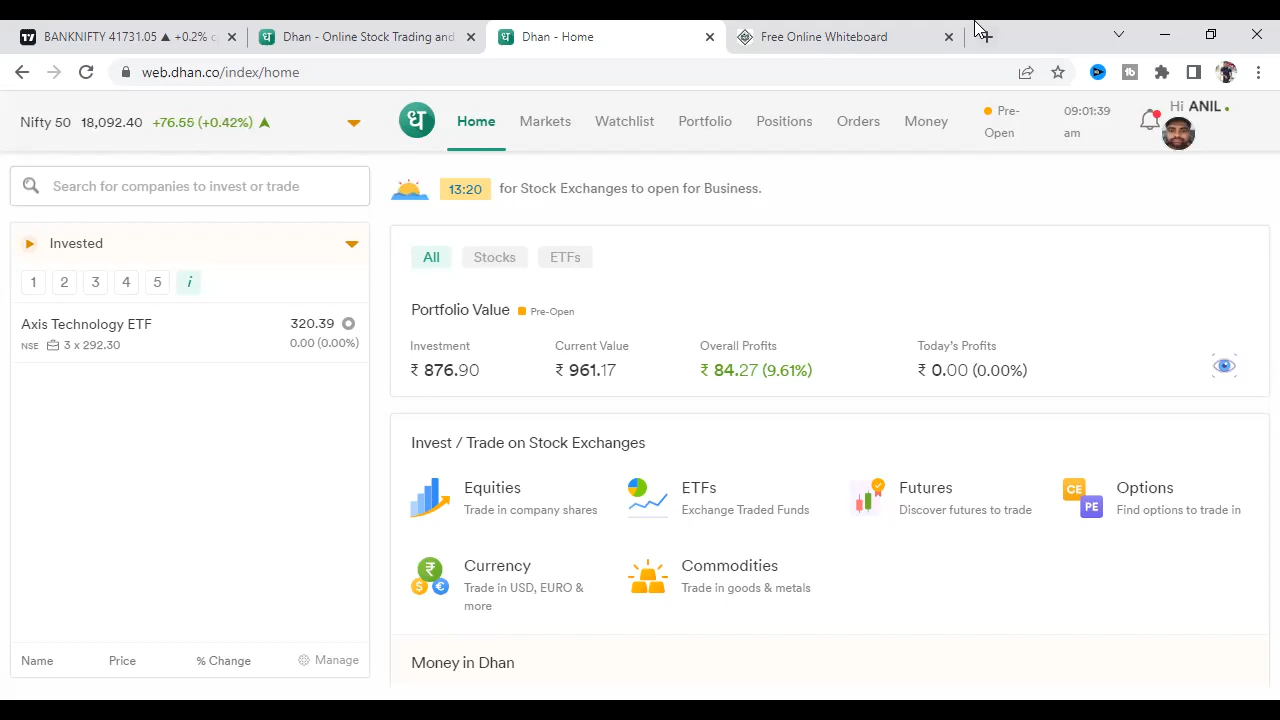 BANKNIFTY 41731.05 ▲ +0.2%
Dhan - Online Stock Trading and
Dhan - Home
Free Online Whiteboard
web.dhan.co/index/home
Nifty 50 18,092.40 +76.55 (+0.42%)
ध
Home
Markets
Watchlist
Portfolio
Positions
Orders
Money
Pre-
Open
09:01:39
am
Hi ANIL
Search for companies to invest or trade
13:20 for Stock Exchanges to open for Business.
Invested
1 2 3 4 5 i
Axis Technology ETF 320.39
NSE 3 x 292.30 0.00 (0.00%)
Name Price % Change Manage
All Stocks ETFs
Portfolio Value Pre-Open
Investment Current Value Overall Profits Today's Profits
₹ 876.90 ₹ 961.17 ₹ 84.27 (9.61%) ₹ 0.00 (0.00%)
Invest / Trade on Stock Exchanges
Equities
Trade in company shares
ETFs
Exchange Traded Funds
Futures
Discover futures to trade
CE
PE
Options
Find options to trade in
Currency
Trade in USD, EURO &
more
Commodities
Trade in goods & metals
Money in Dhan